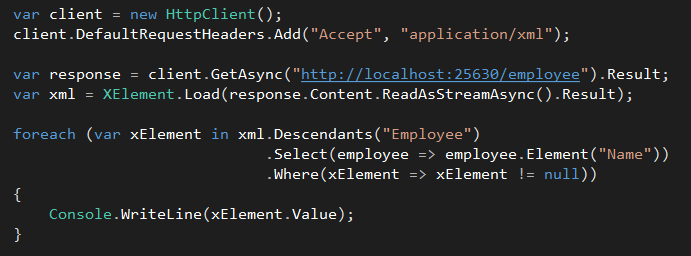 var client = new HttpClient();
client.DefaultRequestHeaders.Add("Accept", "application/xml");

var response = client.GetAsync("http://localhost:25630/employee").Result;
var xml = XElement.Load(response.Content.ReadAsStreamAsync().Result);

foreach (var xElement in xml.Descendants("Employee")
                            .Select(employee => employee.Element("Name"))
                            .Where(xElement => xElement != null))
{
    Console.WriteLine(xElement.Value);
}